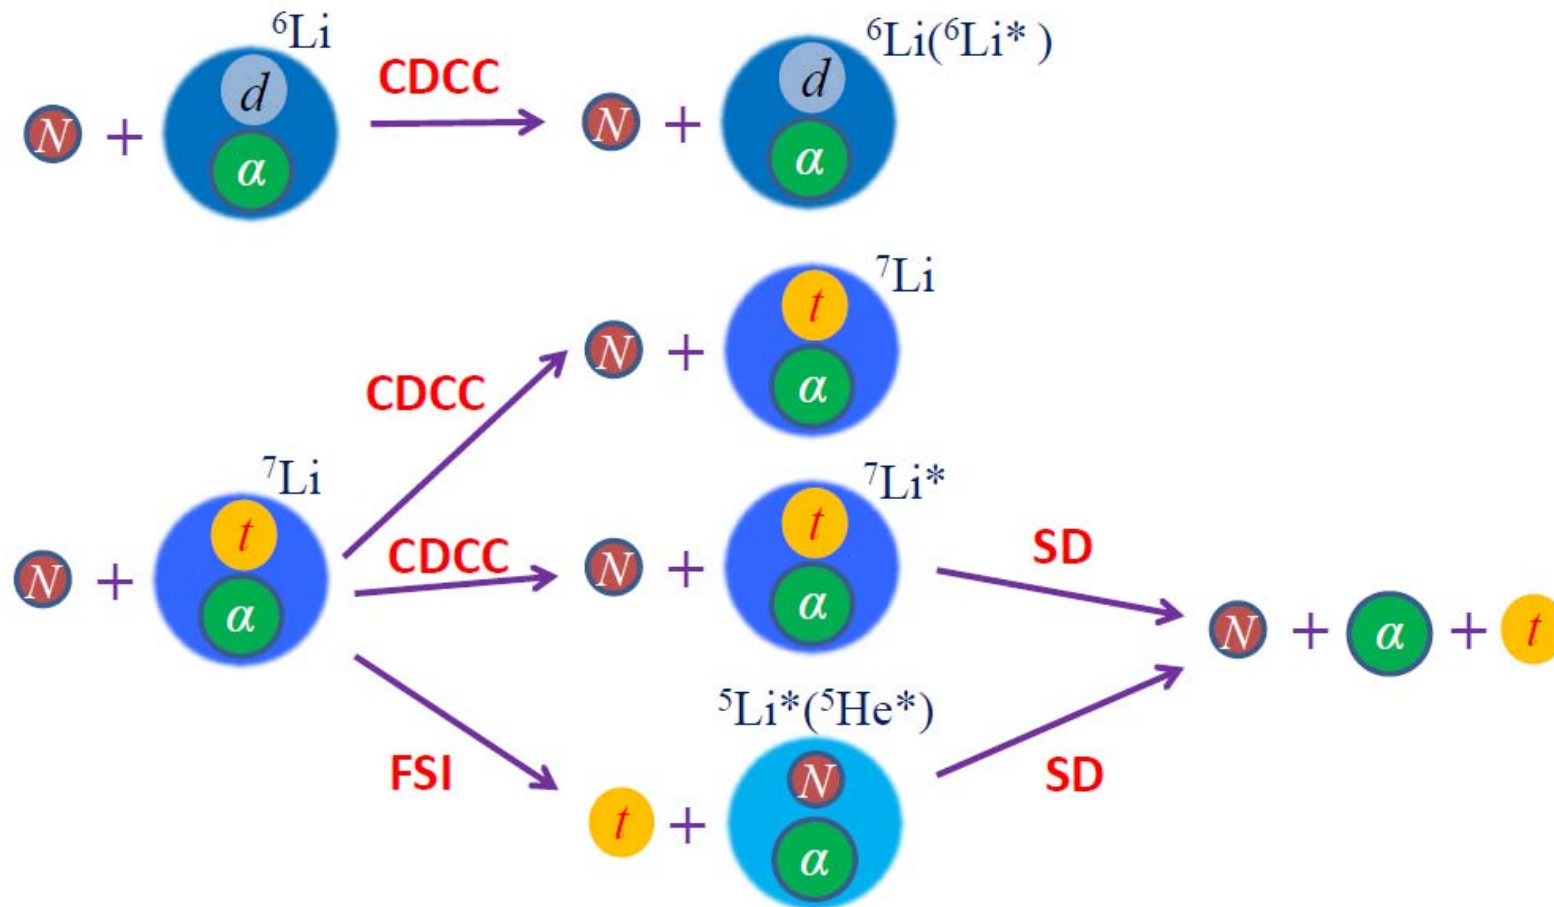 ⁶Li
N + d α CDCC N + d α ⁶Li(⁶Li*)
⁷Li
CDCC N + t α
⁷Li ⁷Li*
N + t α CDCC N + t α SD
N + α + t
⁵Li*(⁵He*)
FSI t + N α SD